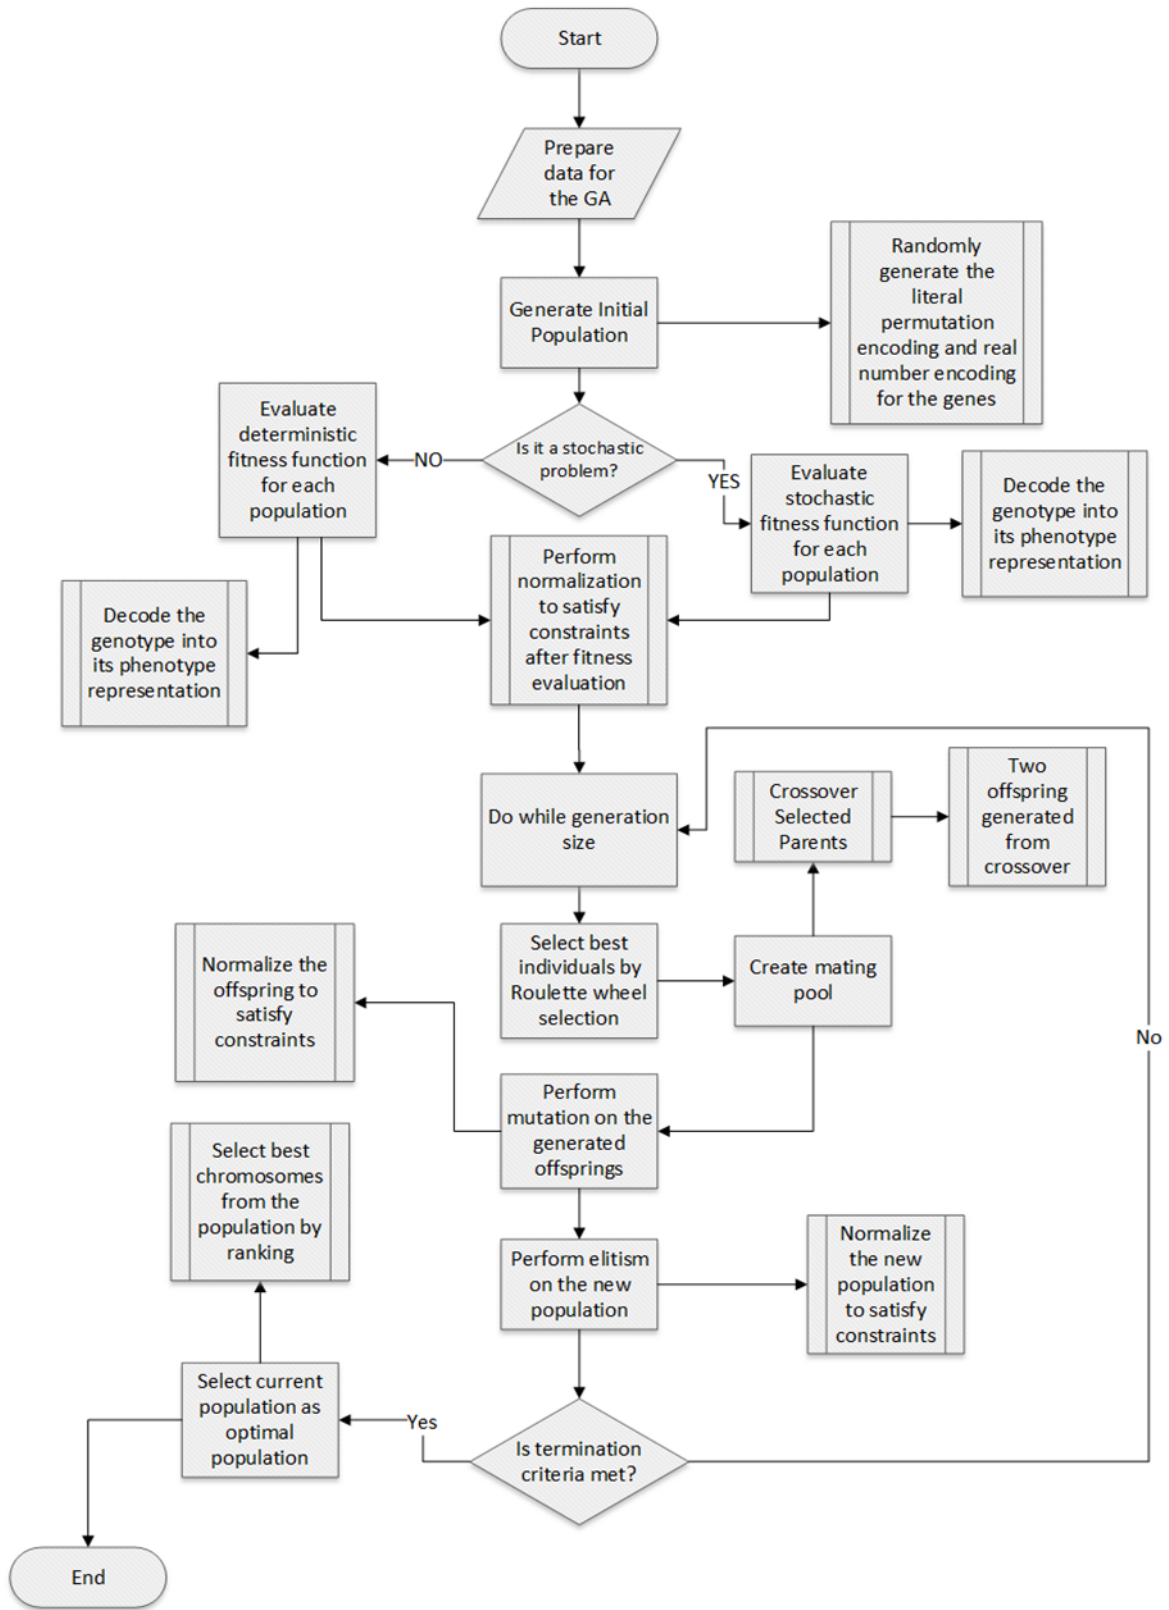 Start
Prepare
data for
the GA
Generate Initial
Population
Randomly
generate the
literal
permutation
encoding and real
number encoding
for the genes
Is it a stochastic
problem?
NO
YES
Evaluate
deterministic
fitness function
for each
population
Evaluate
stochastic
fitness function
for each
population
Decode the
genotype into
its phenotype
representation
Decode the
genotype into
its phenotype
representation
Perform
normalization
to satisfy
constraints
after fitness
evaluation
Do while generation
size
Crossover
Selected
Parents
Two
offspring
generated
from
crossover
Select best
individuals by
Roulette wheel
selection
Create mating
pool
Normalize the
offspring to
satisfy
constraints
No
Perform
mutation on the
generated
offsprings
Select best
chromosomes
from the
population by
ranking
Perform elitism
on the new
population
Normalize
the new
population
to satisfy
constraints
Select current
population as
optimal
population
Yes
Is termination
criteria met?
End